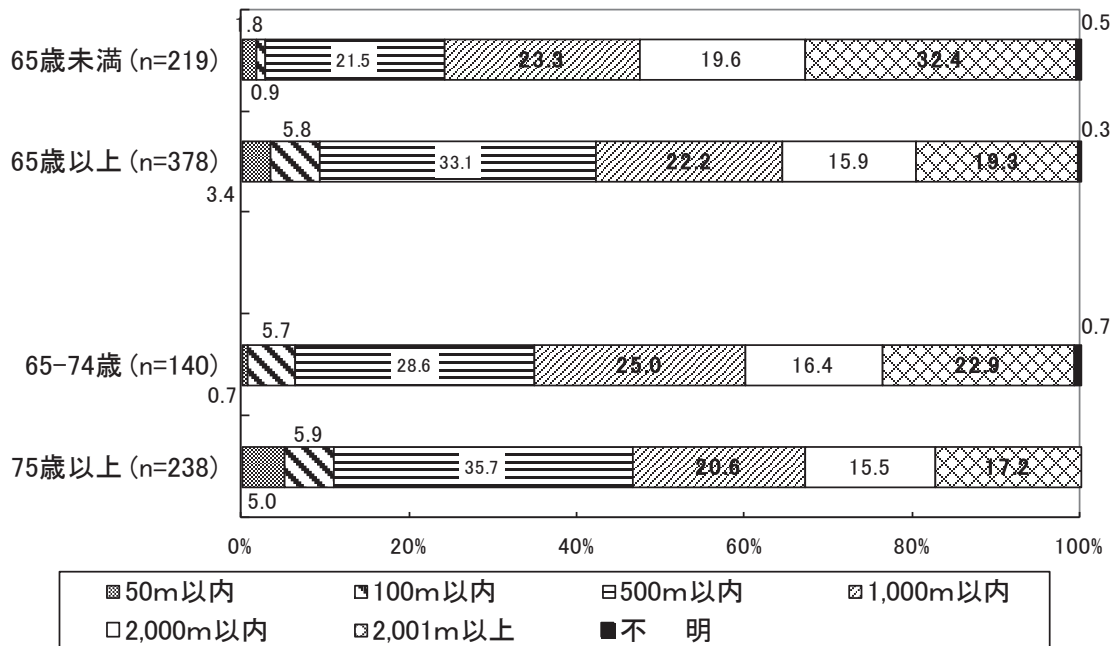 1.8 0.5
65歳未満(n=219) 21.5 23.3 19.6 32.4
0.9
5.8 0.3
65歳以上(n=378) 33.1 22.2 15.9 19.3
3.4
5.7 0.7
65-74歳(n=140) 28.6 25.0 16.4 22.9
0.7
5.9
75歳以上(n=238) 35.7 20.6 15.5 17.2
5.0
0% 20% 40% 60% 80% 100%
50m以内 100m以内 500m以内 1,000m以内
2,000m以内 2,001m以上 不 明